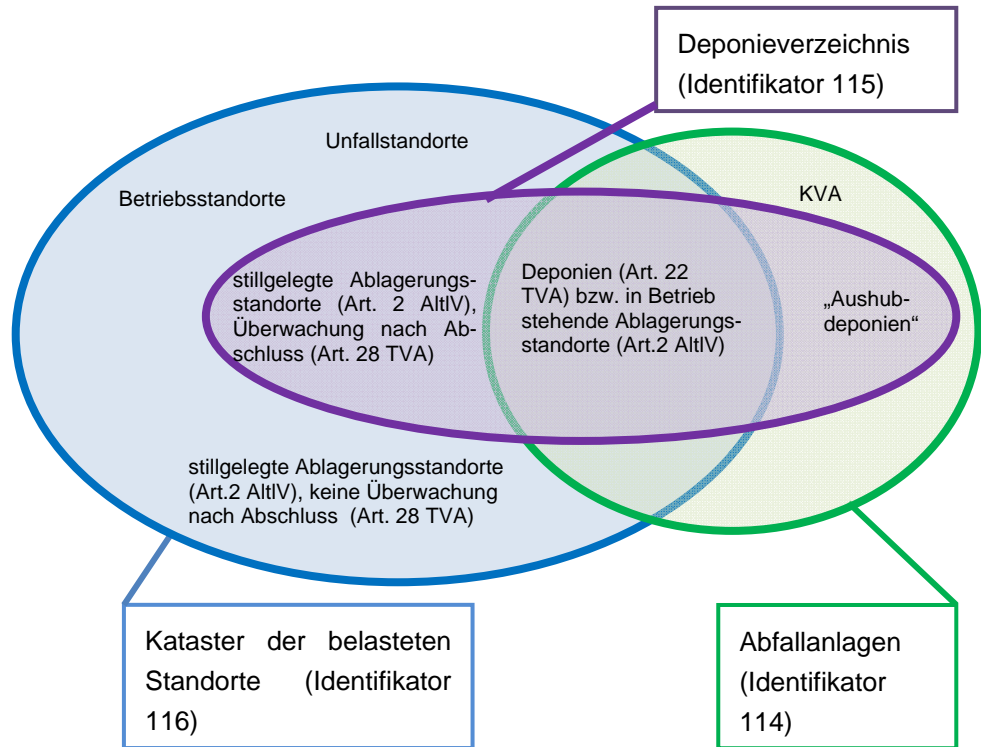 Deponieverzeichnis
(Identifikator 115)
Unfallstandorte
Betriebsstandorte
KVA
stillgelegte Ablagerungs-
standorte (Art. 2 AltlV),
Überwachung nach Ab-
schluss (Art. 28 TVA)
Deponien (Art. 22
TVA) bzw. in Betrieb
stehende Ablagerungs-
standorte (Art.2 AltlV)
„Aushub-
deponien“
stillgelegte Ablagerungsstandorte
(Art.2 AltlV), keine Überwachung
nach Abschluss (Art. 28 TVA)
Kataster der belasteten
Standorte (Identifikator
116)
Abfallanlagen
(Identifikator
114)